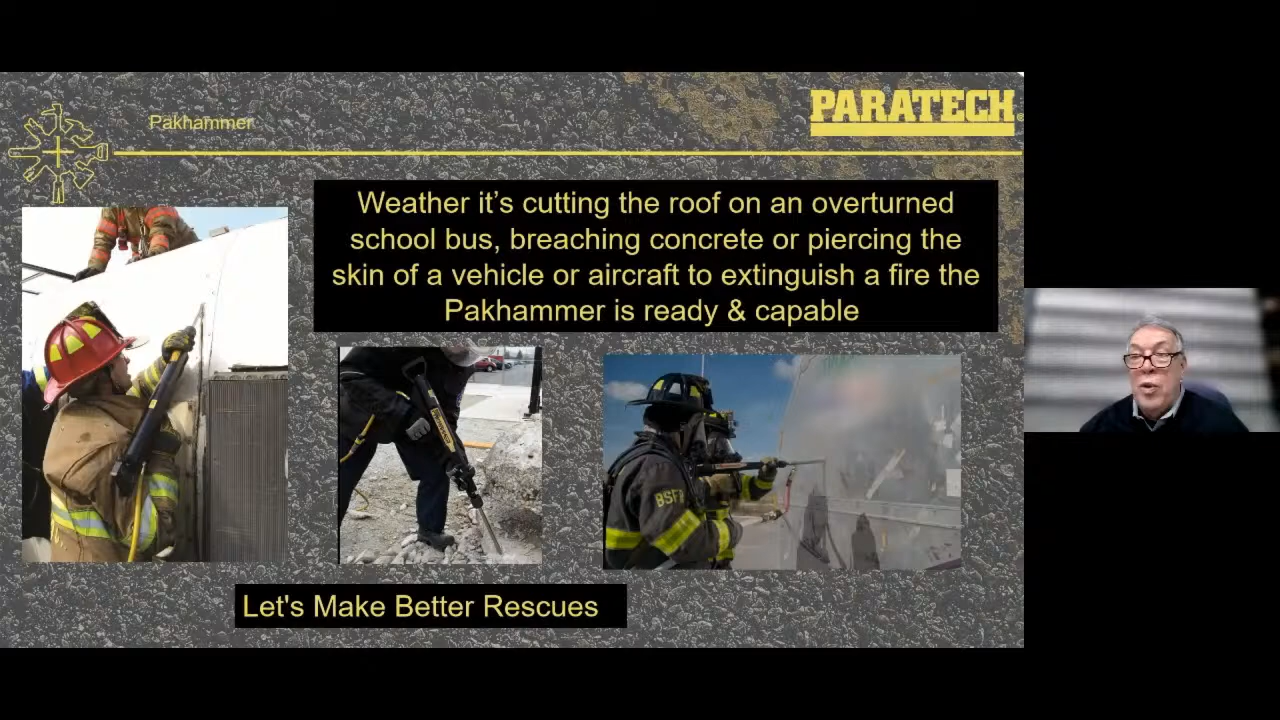 Pakhammer
PARATECH
Weather it's cutting the roof on an overturned
school bus, breaching concrete or piercing the
skin of a vehicle or aircraft to extinguish a fire the
Pakhammer is ready & capable
BSF
Let's Make Better Rescues